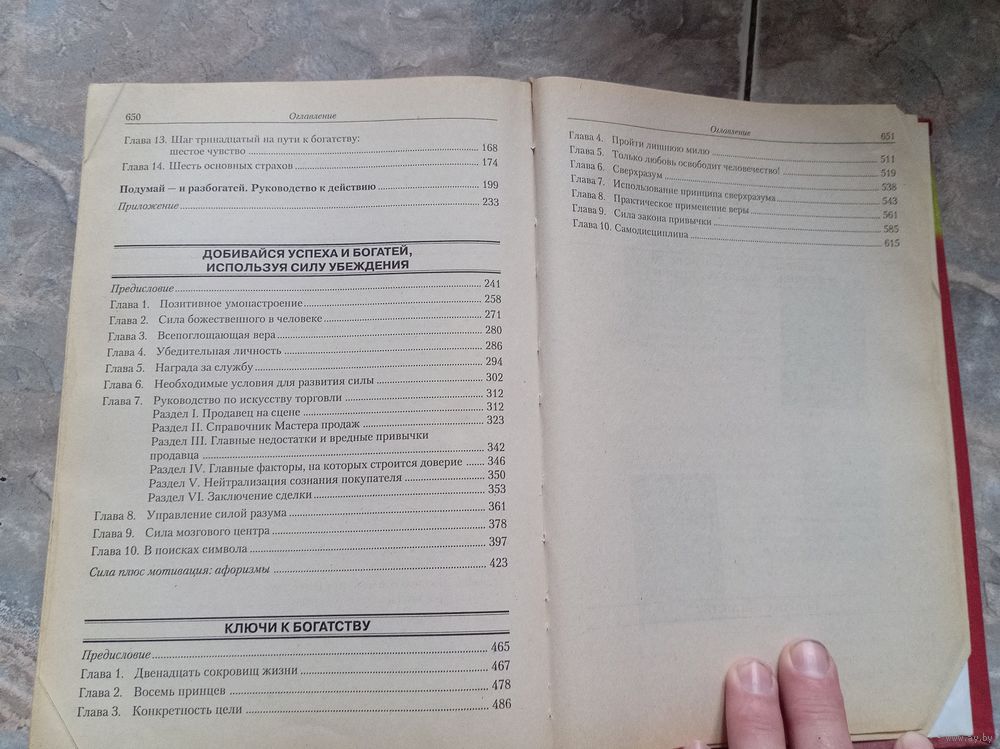 650 Оглавление
Глава 13. Шаг тринадцатый на пути к богатству:
шестое чувство ........ 168
Глава 14. Шесть основных страхов ........ 174
Подумай — и разбогатей. Руководство к действию ........ 199
Приложение ........ 233
ДОБИВАЙСЯ УСПЕХА И БОГАТЕЙ,
ИСПОЛЬЗУЯ СИЛУ УБЕЖДЕНИЯ
Предисловие ........ 241
Глава 1. Позитивное умонастроение ........ 258
Глава 2. Сила божественного в человеке ........ 271
Глава 3. Всепоглощающая вера ........ 280
Глава 4. Убедительная личность ........ 286
Глава 5. Награда за службу ........ 294
Глава 6. Необходимые условия для развития силы ........ 302
Глава 7. Руководство по искусству торговли ........ 312
Раздел I. Продавец на сцене ........ 312
Раздел II. Справочник Мастера продаж ........ 323
Раздел III. Главные недостатки и вредные привычки
продавца ........ 342
Раздел IV. Главные факторы, на которых строится доверие ........ 346
Раздел V. Нейтрализация сознания покупателя ........ 350
Раздел VI. Заключение сделки ........ 353
Глава 8. Управление силой разума ........ 361
Глава 9. Сила мозгового центра ........ 378
Глава 10. В поисках символа ........ 397
Сила плюс мотивация: афоризмы ........ 423
КЛЮЧИ К БОГАТСТВУ
Предисловие ........ 465
Глава 1. Двенадцать сокровищ жизни ........ 467
Глава 2. Восемь принцев ........ 478
Глава 3. Конкретность цели ........ 486
Оглавление 651
Глава 4. Пройти лишнюю милю ........ 511
Глава 5. Только любовь освободит человечество! ........ 519
Глава 6. Сверхразум ........ 538
Глава 7. Использование принципа сверхразума ........ 543
Глава 8. Практическое применение веры ........ 561
Глава 9. Сила закона привычки ........ 585
Глава 10. Самодисциплина ........ 615
www.ay.by